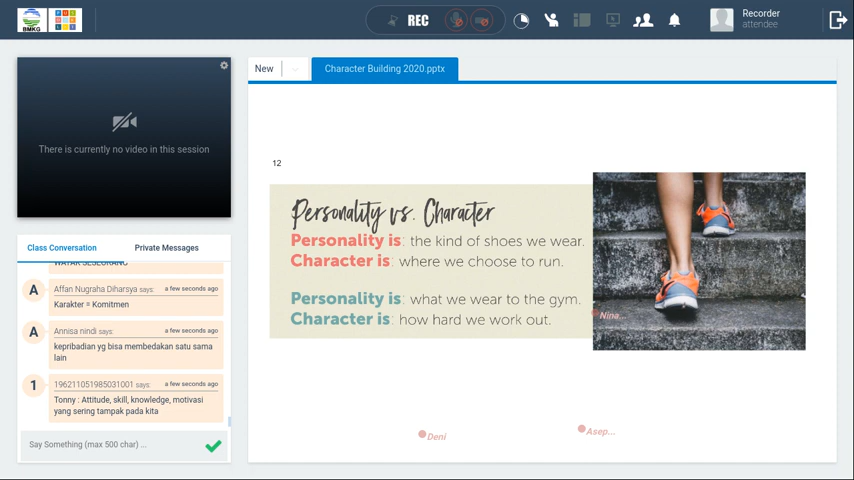 BMKG
REC
Recorder
attendee
There is currently no video in this session
New
Character Building 2020.pptx
12
Personality vs. Character
Personality is: the kind of shoes we wear.
Character is: where we choose to run.
Personality is: what we wear to the gym.
Character is: how hard we work out.
Nina...
Deni
Asep...
Class Conversation
Private Messages
WATAK SESEORANG
A
Affan Nugraha Diharsya says: a few seconds ago
Karakter = Komitmen
A
Annisa nindi says: a few seconds ago
kepribadian yg bisa membedakan satu sama
lain
1
196211051985031001 says: a few seconds ago
Tonny : Attitude, skill, knowledge, motivasi
yang sering tampak pada kita
Say Something (max 500 char) ...